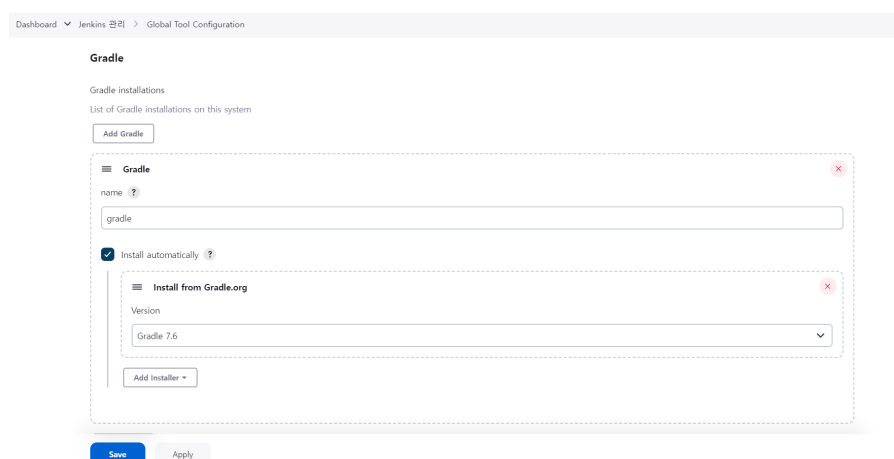 Dashboard Jenkins 관리 > Global Tool Configuration
Gradle
Gradle installations
List of Gradle installations on this system
Add Gradle
Gradle
name ?
gradle
Install automatically ?
Install from Gradle.org
Version
Gradle 7.6
Add Installer
Save Apply